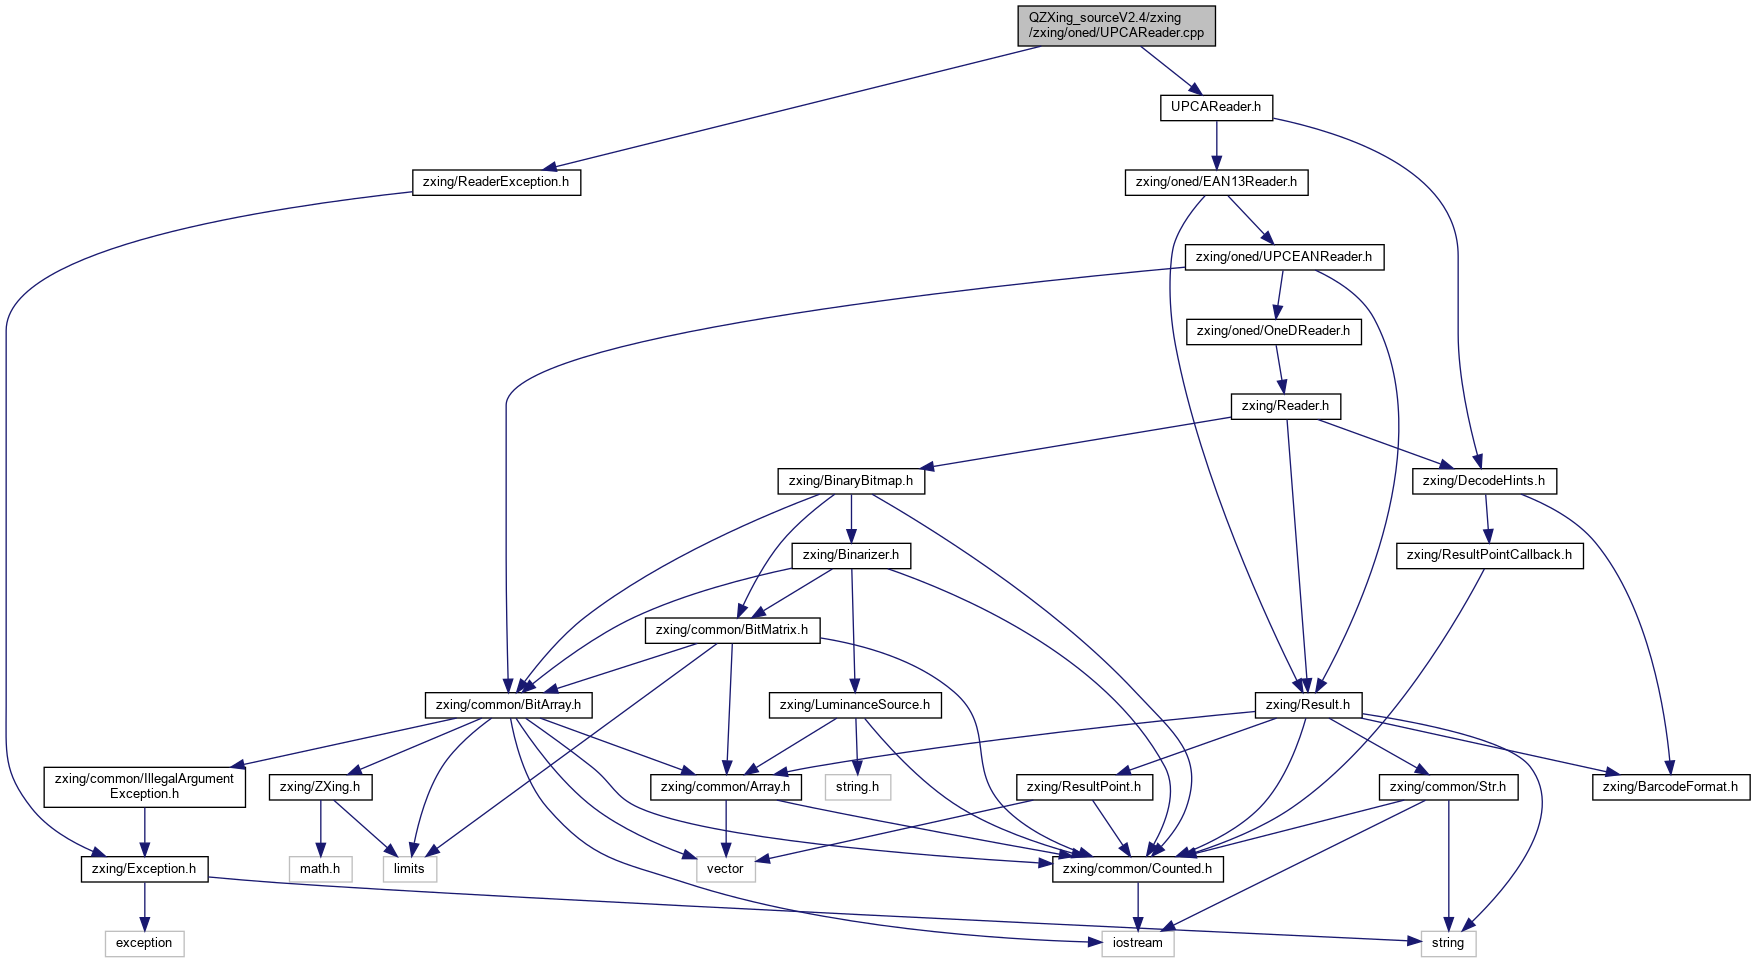 QZXing_sourceV2.4/zxing
/zxing/oned/UPCAReader.cpp
UPCAReader.h
zxing/ReaderException.h
zxing/oned/EAN13Reader.h
zxing/oned/UPCEANReader.h
zxing/oned/OneDReader.h
zxing/Reader.h
zxing/BinaryBitmap.h
zxing/DecodeHints.h
zxing/Binarizer.h
zxing/ResultPointCallback.h
zxing/common/BitMatrix.h
zxing/common/BitArray.h
zxing/LuminanceSource.h
zxing/Result.h
zxing/common/IllegalArgument
Exception.h
zxing/ZXing.h
zxing/common/Array.h
string.h
zxing/ResultPoint.h
zxing/common/Str.h
zxing/BarcodeFormat.h
zxing/Exception.h
math.h
limits
vector
zxing/common/Counted.h
exception
iostream
string